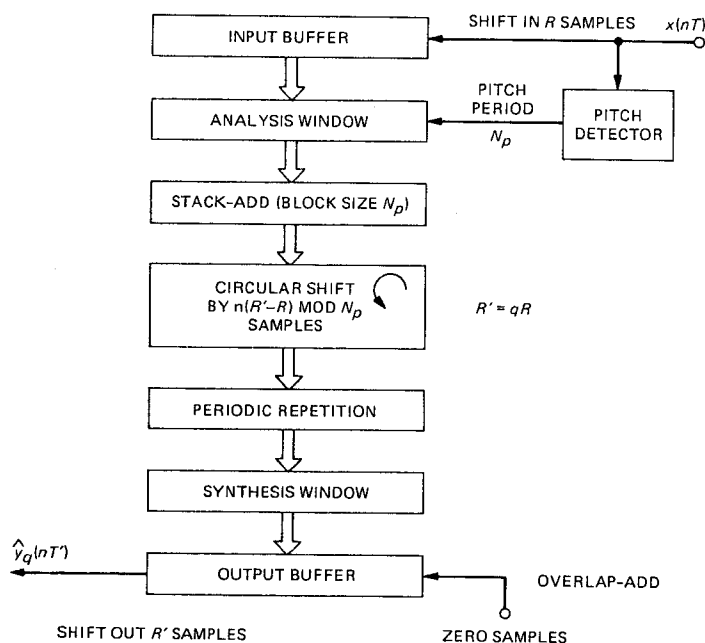 SHIFT IN R SAMPLES
x(nT)
INPUT BUFFER
PITCH
PERIOD
N_p
PITCH
DETECTOR
ANALYSIS WINDOW
STACK-ADD (BLOCK SIZE N_p)
CIRCULAR SHIFT
BY n(R'-R) MOD N_p
SAMPLES
R' = qR
PERIODIC REPETITION
SYNTHESIS WINDOW
ŷ_q(nT')
OUTPUT BUFFER
OVERLAP-ADD
SHIFT OUT R' SAMPLES
ZERO SAMPLES